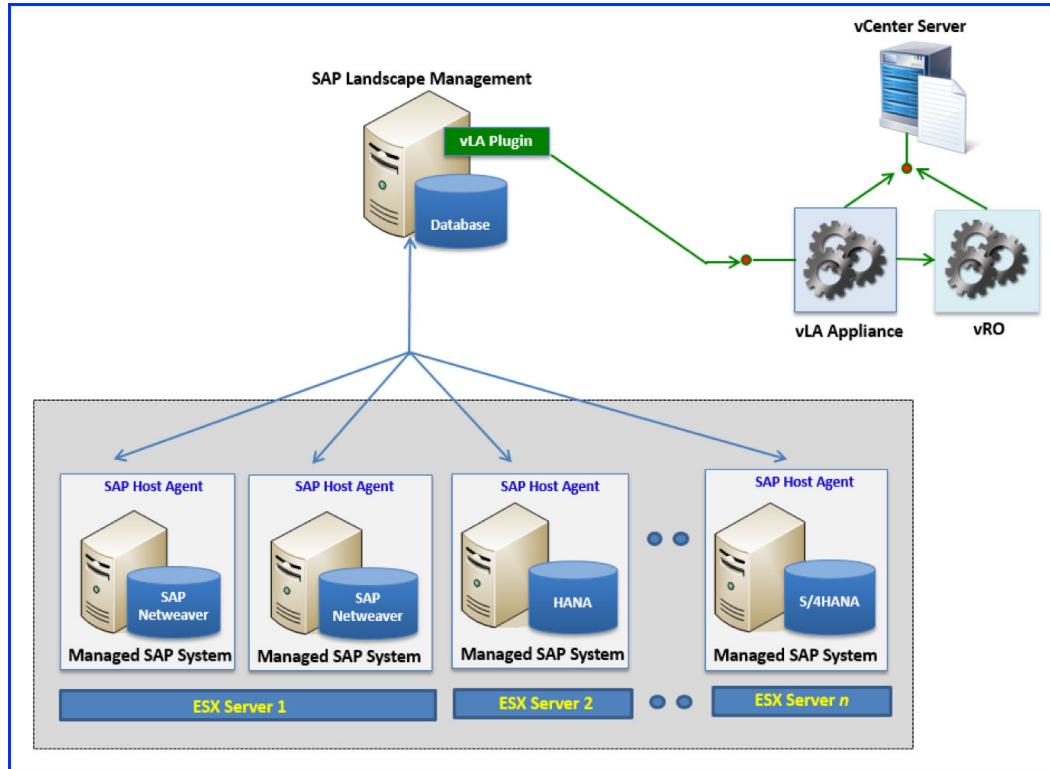 vCenter Server
SAP Landscape Management
vLA Plugin
Database
vLA Appliance
vRO
SAP Host Agent
SAP
Netweaver
Managed SAP System
SAP Host Agent
SAP
Netweaver
Managed SAP System
SAP Host Agent
HANA
Managed SAP System
SAP Host Agent
S/4HANA
Managed SAP System
ESX Server 1
ESX Server 2
ESX Server n